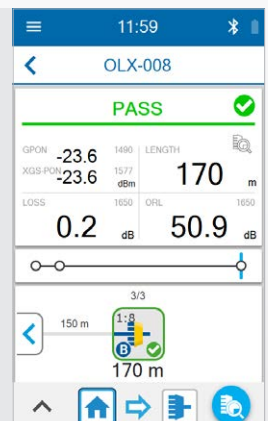 11:59
OLX-008
PASS
GPON -23.6 1490
XGS-PON -23.6 1577 dBm
LENGTH 170 m
LOSS 1650 0.2 dB
ORL 1650 50.9 dB
3/3
150 m
1:8
B
170 m